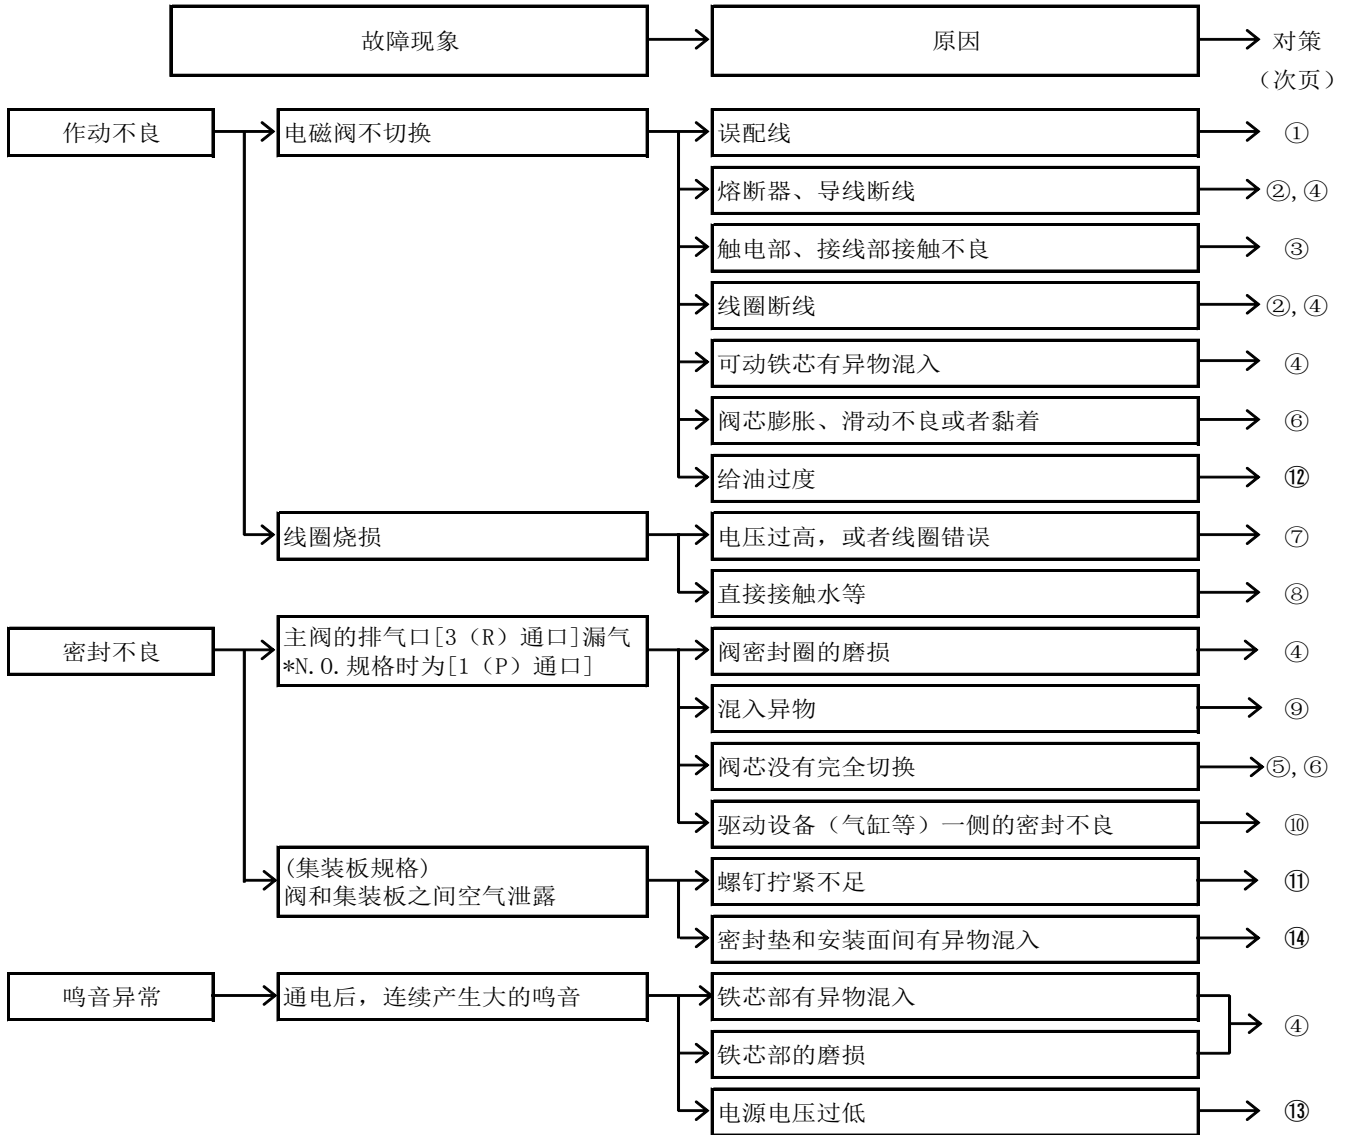 故障现象
原因
对策
（次页）
作动不良
电磁阀不切换
误配线
①
熔断器、导线断线
②,④
触电部、接线部接触不良
③
线圈断线
②,④
可动铁芯有异物混入
④
阀芯膨胀、滑动不良或者黏着
⑥
给油过度
⑫
线圈烧损
电压过高，或者线圈错误
⑦
直接接触水等
⑧
密封不良
主阀的排气口[3（R）通口]漏气
*N.O.规格时为[1（P）通口]
阀密封圈的磨损
④
混入异物
⑨
阀芯没有完全切换
⑤,⑥
驱动设备（气缸等）一侧的密封不良
⑩
(集装板规格)
阀和集装板之间空气泄露
螺钉拧紧不足
⑪
密封垫和安装面间有异物混入
⑭
鸣音异常
通电后，连续产生大的鸣音
铁芯部有异物混入
④
铁芯部的磨损
电源电压过低
⑬